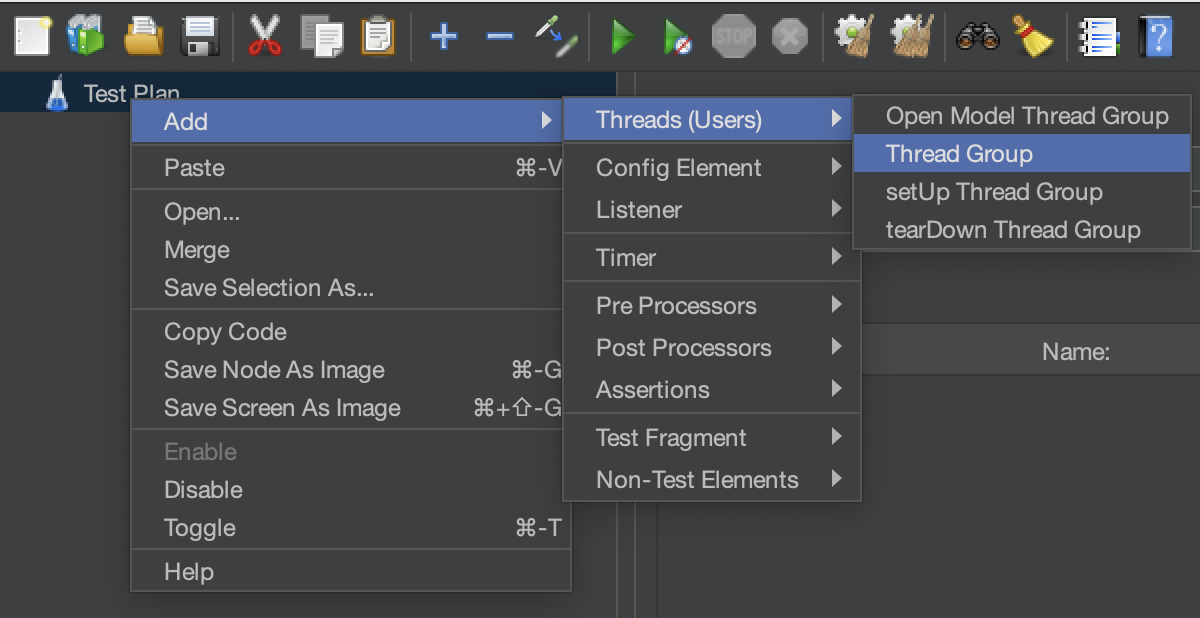 STOP
?
Test Plan
Add
Paste ⌘-V
Open...
Merge
Save Selection As...
Copy Code
Save Node As Image ⌘-G
Save Screen As Image ⌘+⇧-G
Enable
Disable
Toggle ⌘-T
Help
Threads (Users)
Config Element
Listener
Timer
Pre Processors
Post Processors
Assertions
Test Fragment
Non-Test Elements
Open Model Thread Group
Thread Group
setUp Thread Group
tearDown Thread Group
Name: